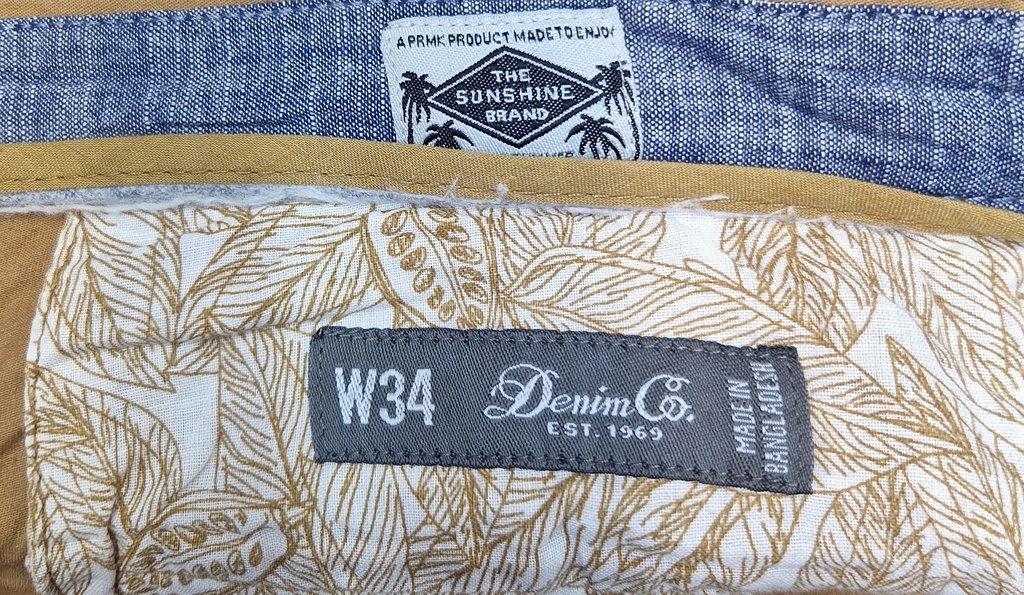 A PRMK PRODUCT MADE TO ENJOY
THE
SUNSHINE
BRAND
W34
Denim Co.
EST. 1969
MADE IN
BANGLADESH